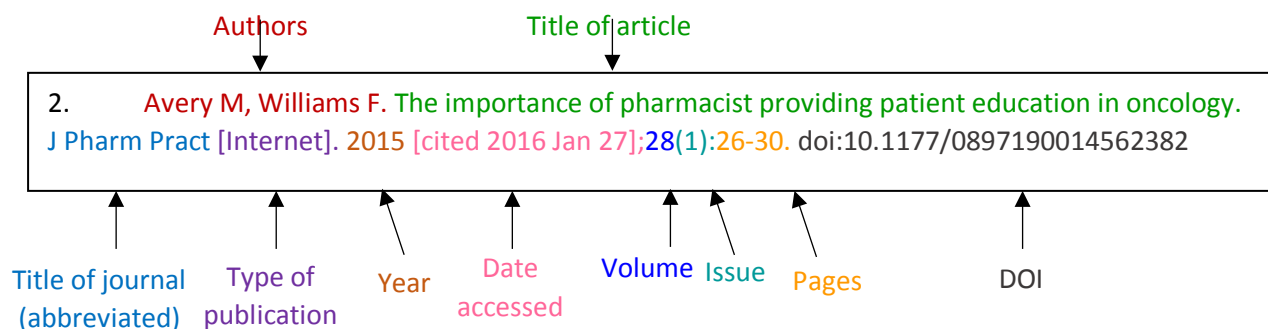 Authors Title of article
2. Avery M, Williams F. The importance of pharmacist providing patient education in oncology.
J Pharm Pract [Internet]. 2015 [cited 2016 Jan 27];28(1):26-30. doi:10.1177/0897190014562382
Title of journal
(abbreviated)
Type of
publication
Year
Date
accessed
Volume
Issue
Pages
DOI